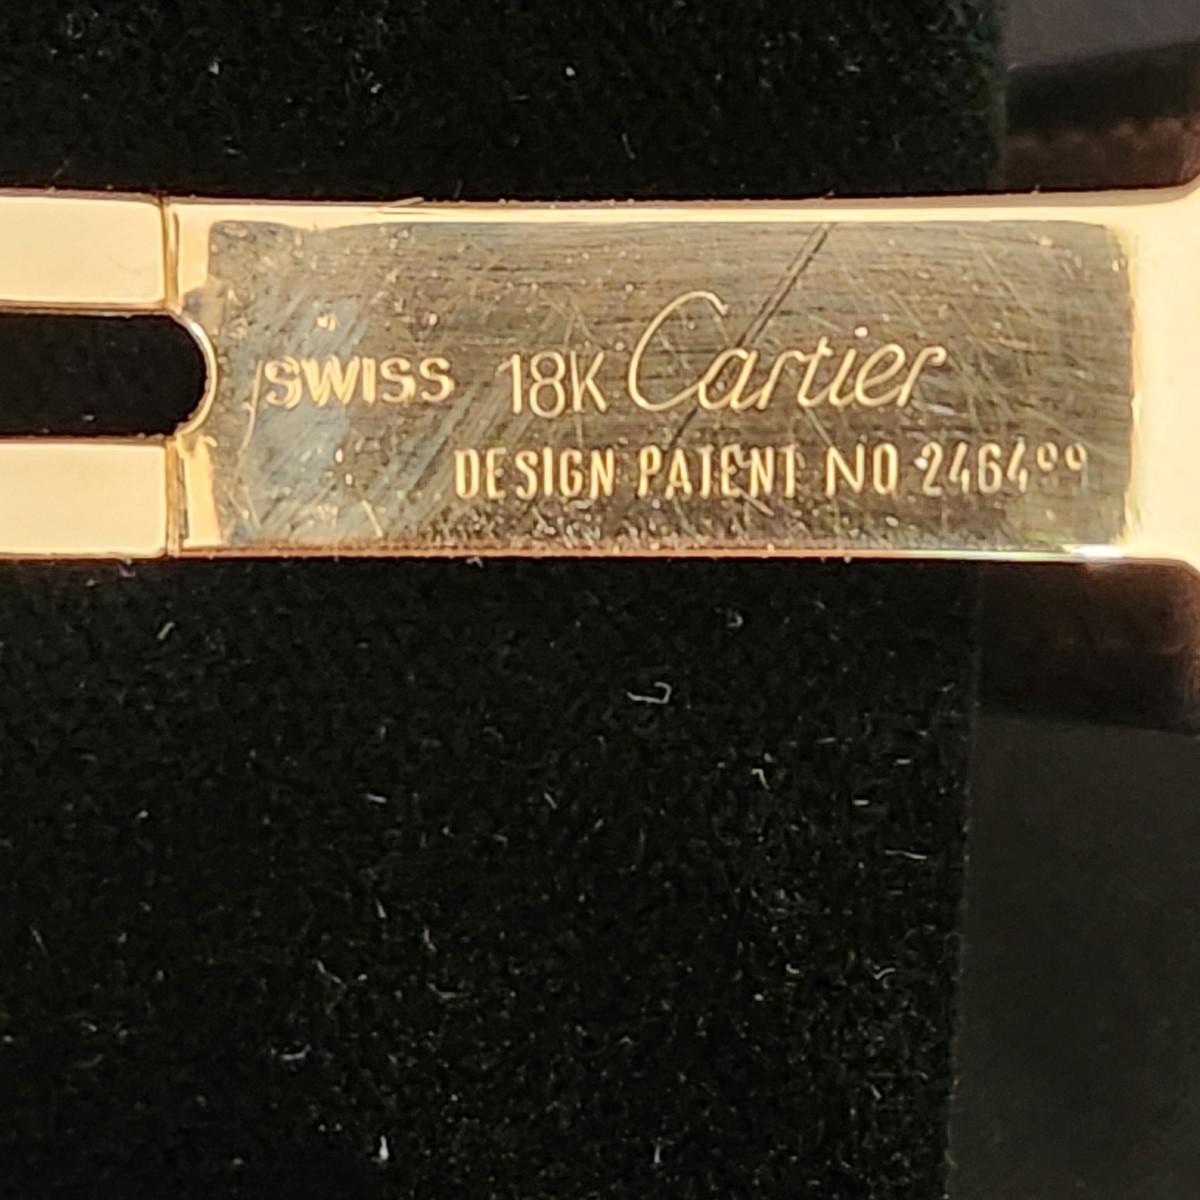 SWISS 18K Cartier
DESIGN PATENT NO 246499